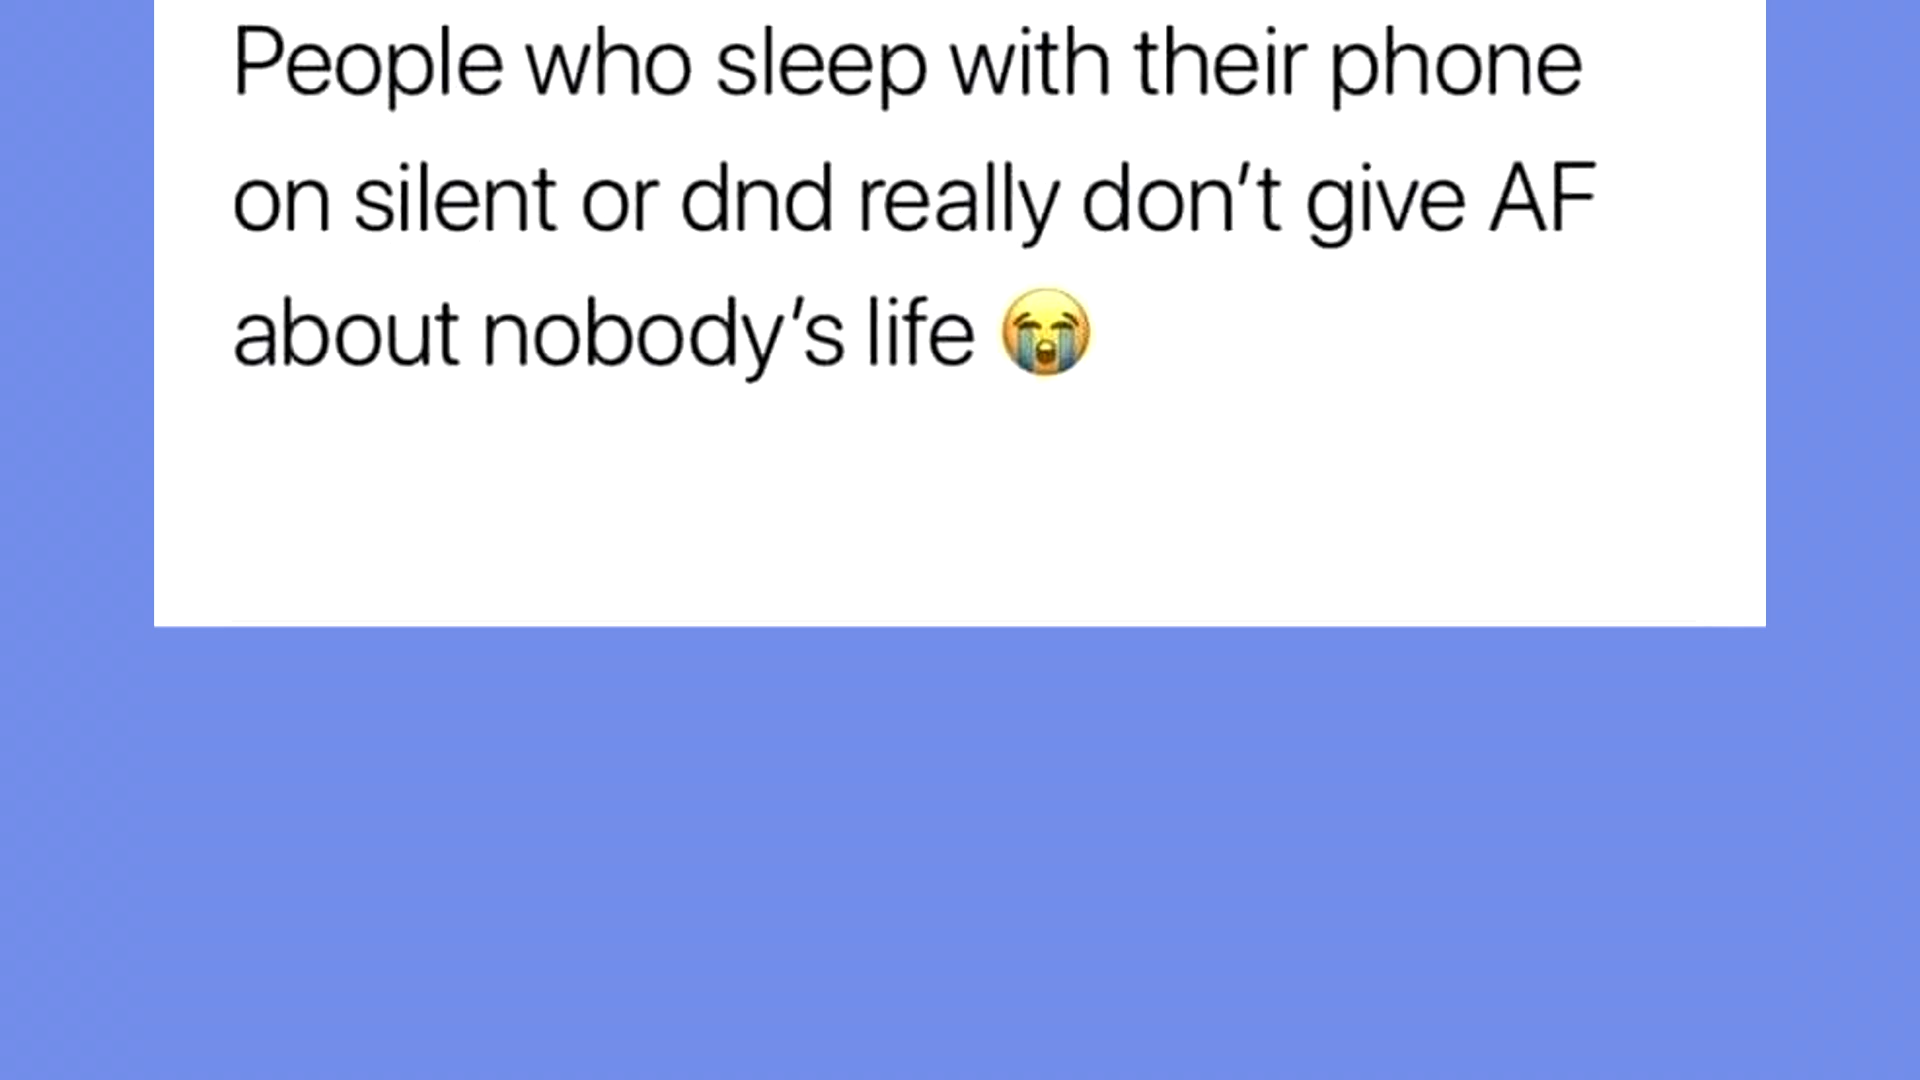 People who sleep with their phone
on silent or dnd really don’t give AF
about nobody’s life 😭